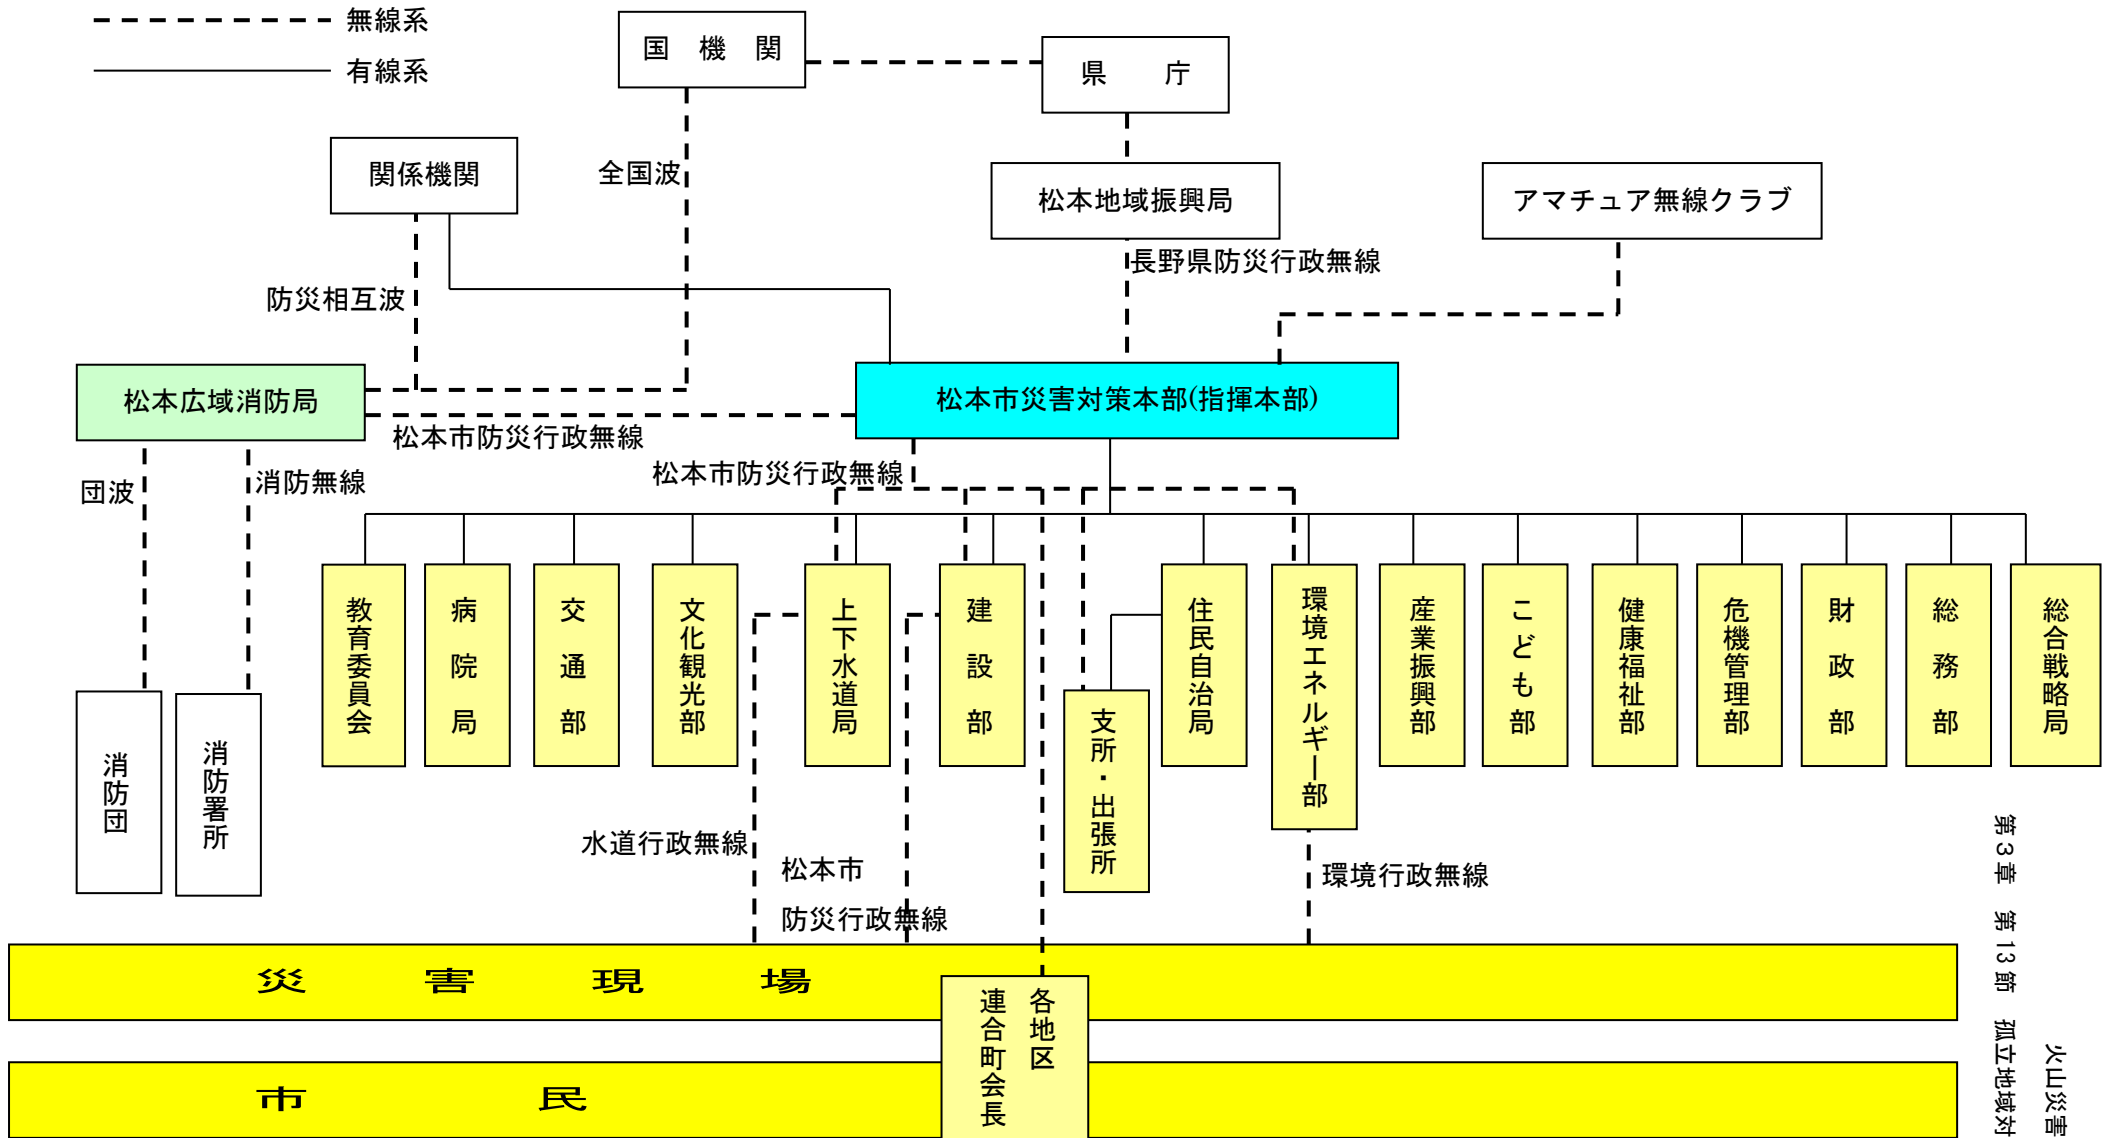 無線系
有線系
国　機　関
県　　庁
関係機関
全国波
松本地域振興局
アマチュア無線クラブ
長野県防災行政無線
防災相互波
松本広域消防局
松本市災害対策本部(指揮本部)
松本市防災行政無線
松本市防災行政無線
団波
消防無線
教育委員会
病院局
交通部
文化観光部
上下水道局
建設部
住民自治局
環境エネルギー部
産業振興部
こども部
健康福祉部
危機管理部
財政部
総務部
総合戦略局
支所・出張所
消防団
消防署所
水道行政無線
松本市
防災行政無線
環境行政無線
災　害　現　場
各地区
連合町会長
市　　民
火山災害
第3章　第13節　孤立地域対